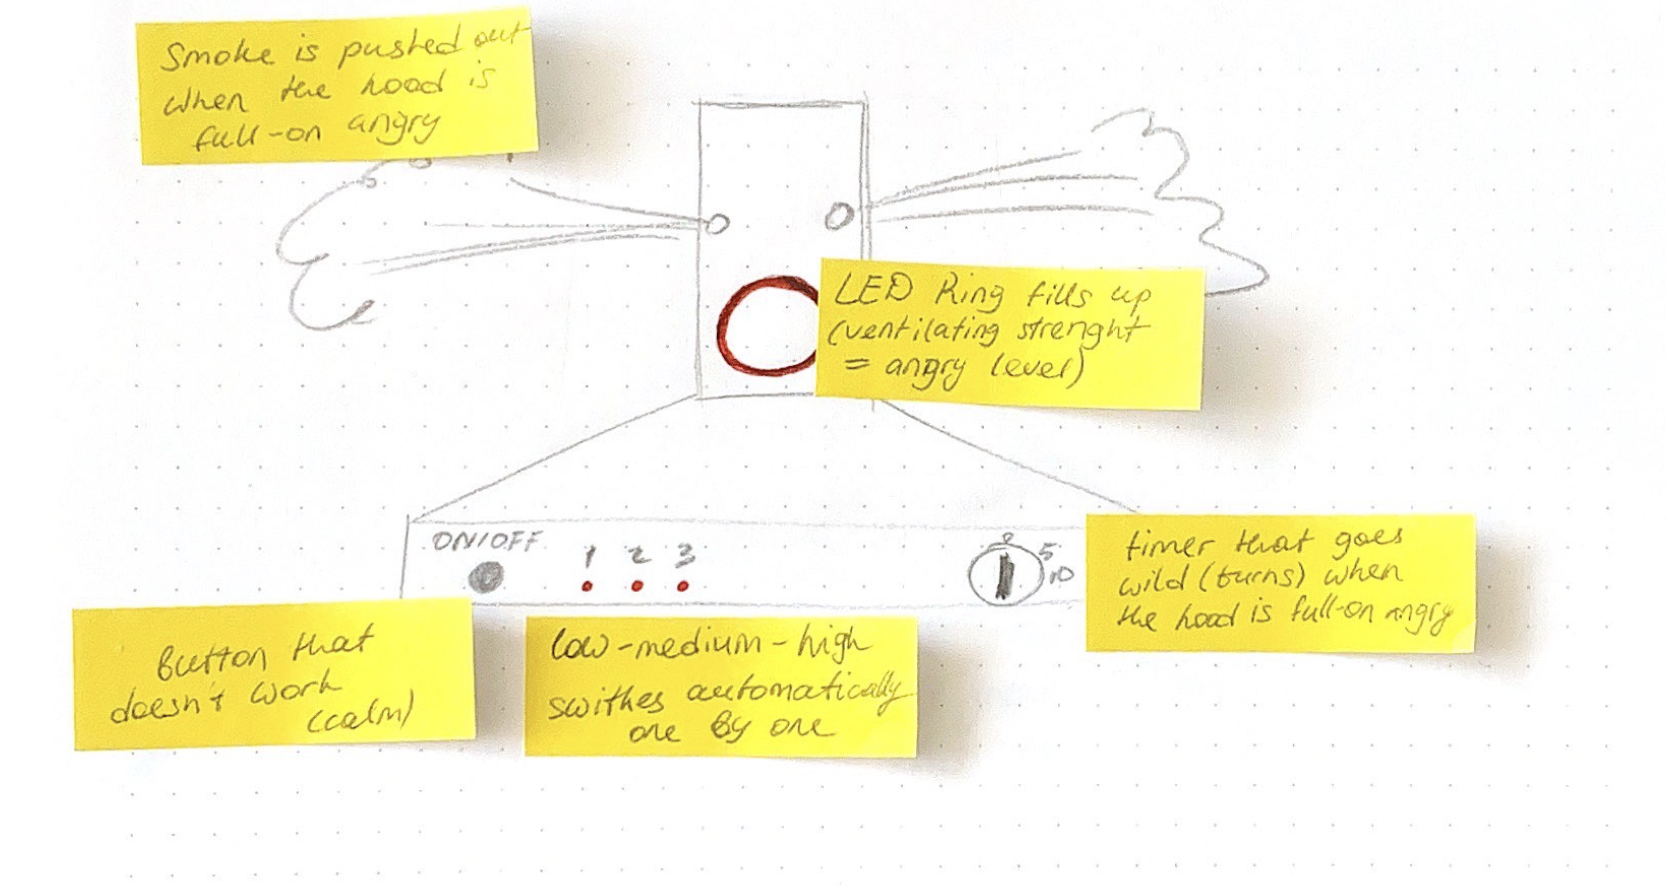 Smoke is pushed out
when the hood is
full-on angry
LED Ring fills up
(ventilating strenght
= angry level)
ON/OFF
1 2 3
5
10
timer that goes
wild (turns) when
the hood is full-on angry
Button that
doesn't work
(calm)
low-medium-high
swithes automatically
one By one